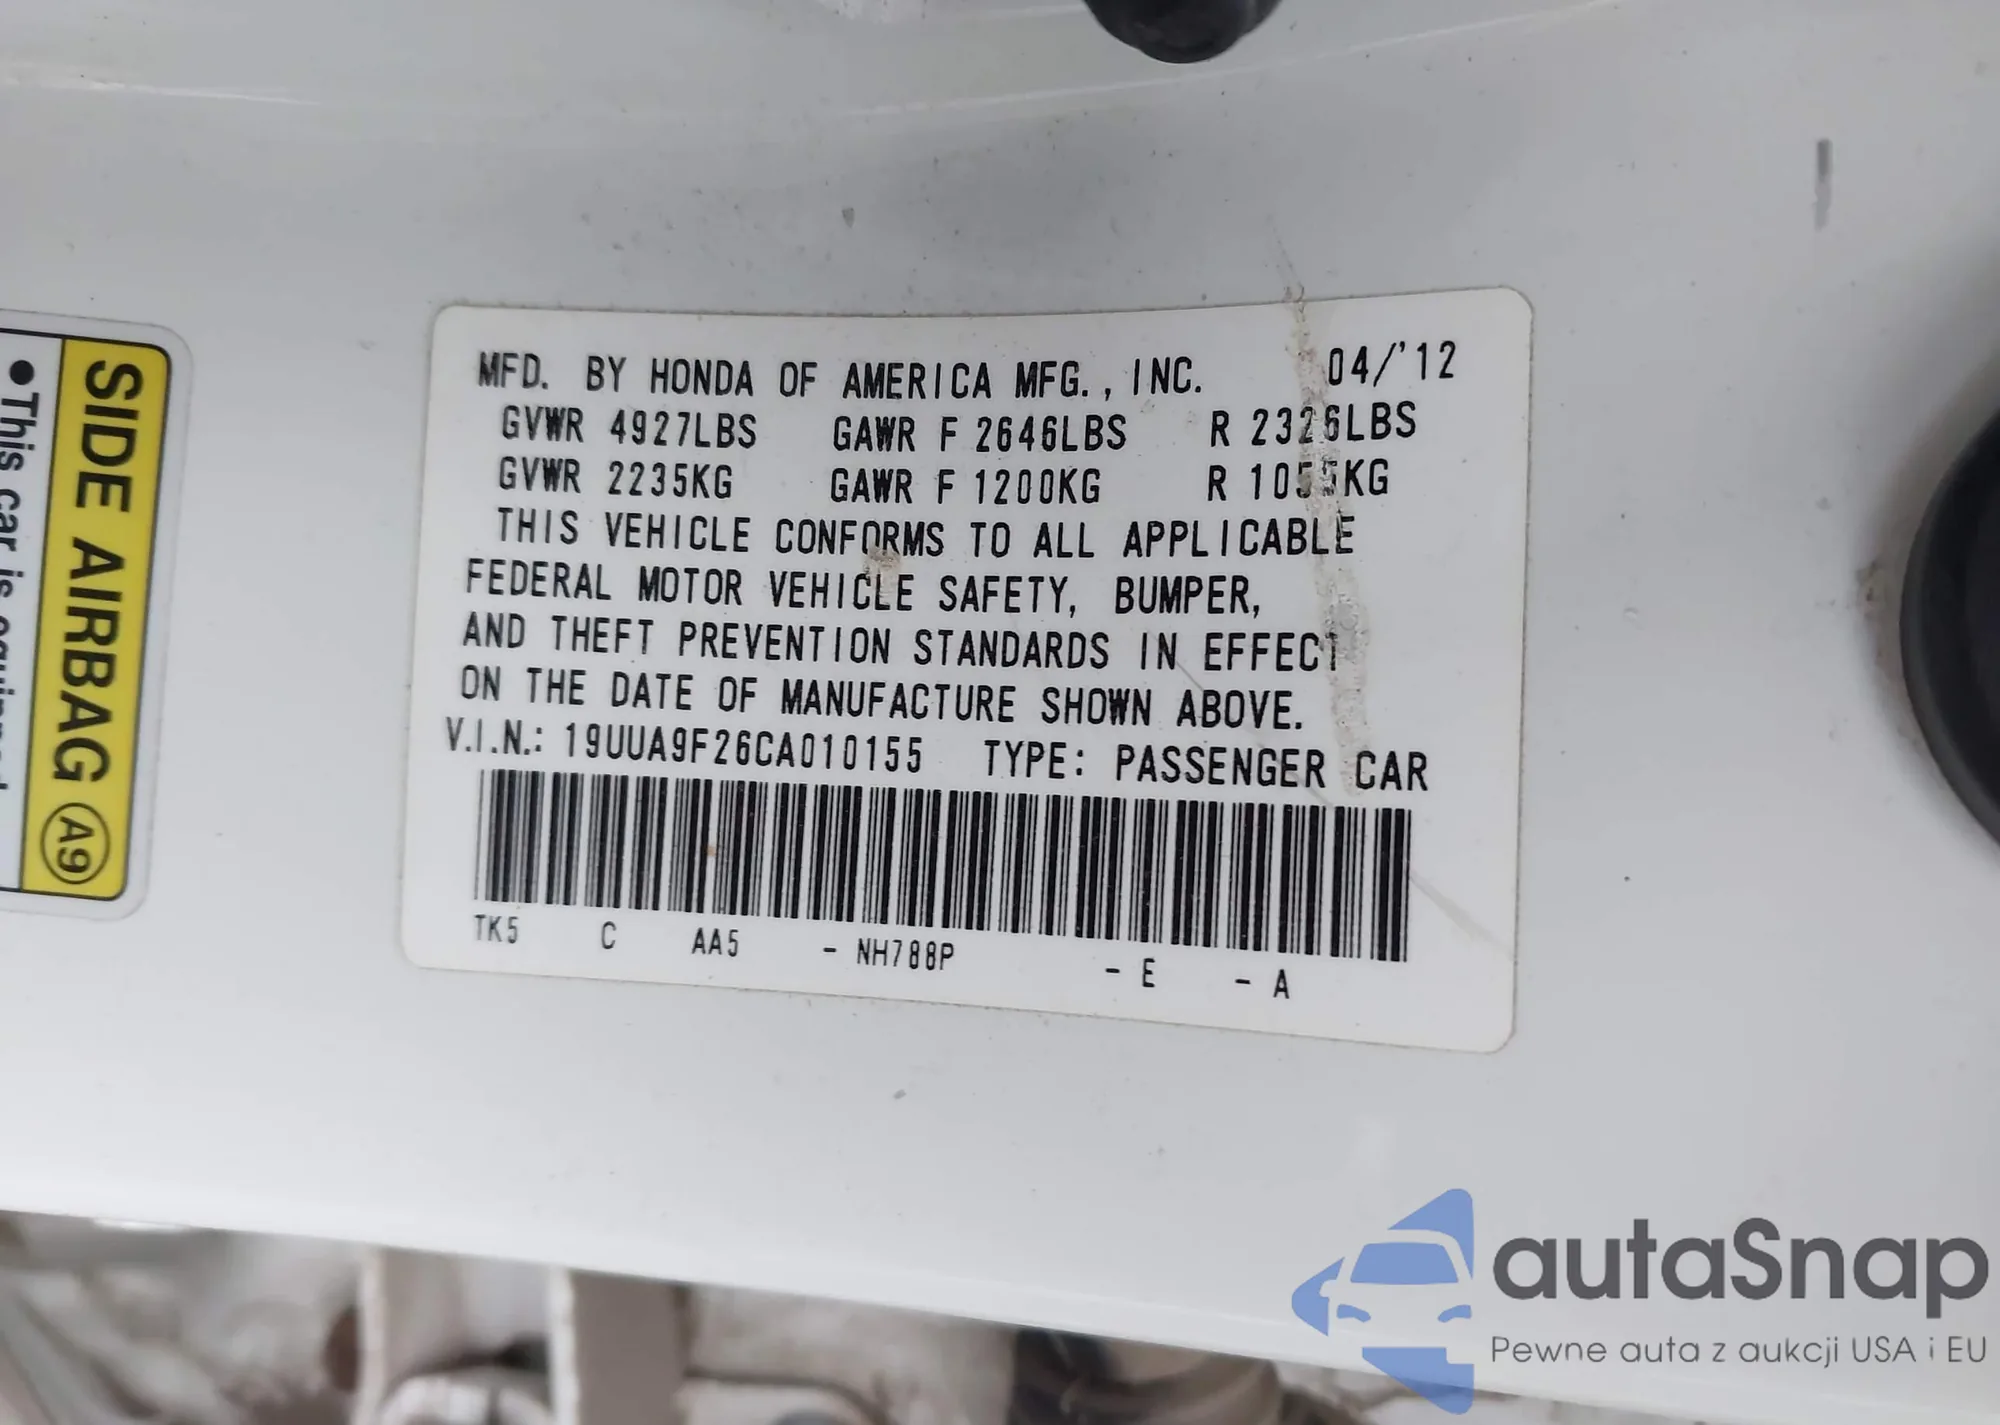 MFD. BY HONDA OF AMERICA MFG., INC. 04/'12
GVWR 4927LBS GAWR F 2646LBS R 2326LBS
GVWR 2235KG GAWR F 1200KG R 1055KG
THIS VEHICLE CONFORMS TO ALL APPLICABLE
FEDERAL MOTOR VEHICLE SAFETY, BUMPER,
AND THEFT PREVENTION STANDARDS IN EFFECT
ON THE DATE OF MANUFACTURE SHOWN ABOVE.
V.I.N.: 19UUA9F26CA010155 TYPE: PASSENGER CAR
TK5 C AA5 - NH788P - E - A
SIDE AIRBAG A9
•This car is
autaSnap
Pewne auta z aukcji USA i EU